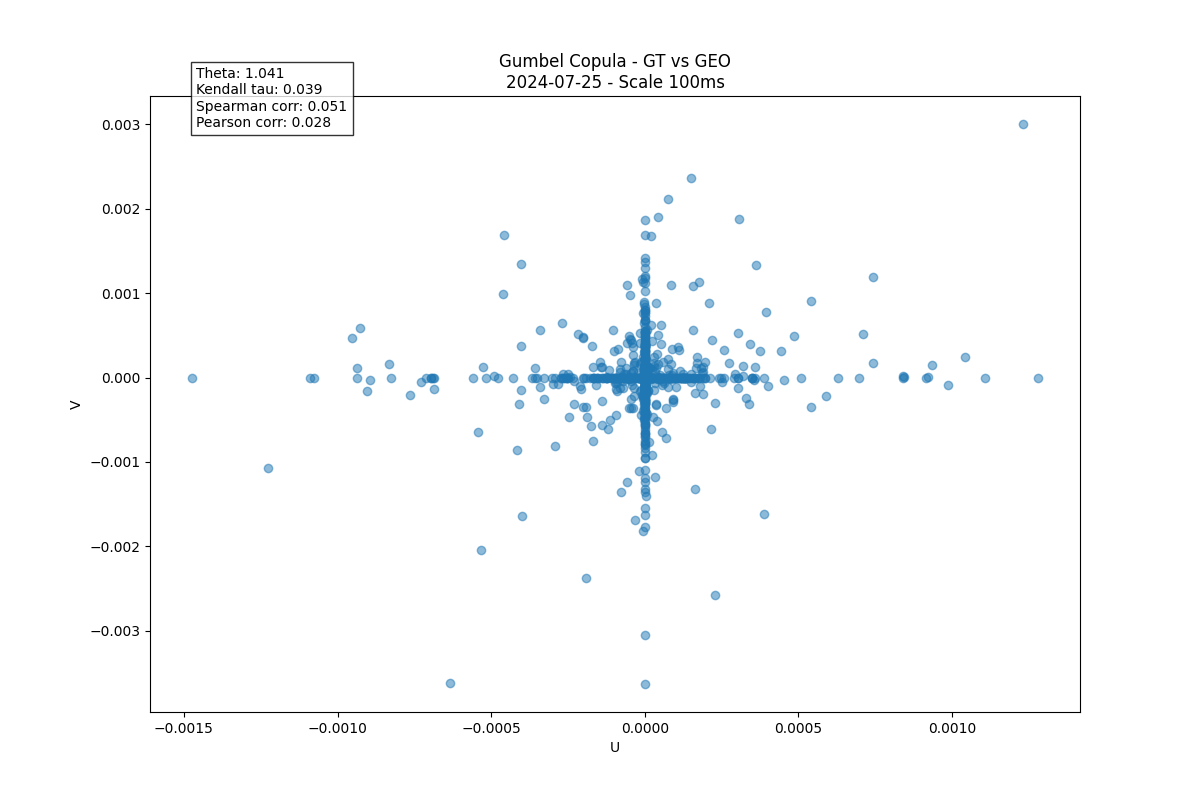 Gumbel Copula - GT vs GEO
2024-07-25 - Scale 100ms
Theta: 1.041
Kendall tau: 0.039
Spearman corr: 0.051
Pearson corr: 0.028
0.003
0.002
0.001
0.000
−0.001
−0.002
−0.003
V
−0.0015
−0.0010
−0.0005
0.0000
0.0005
0.0010
U